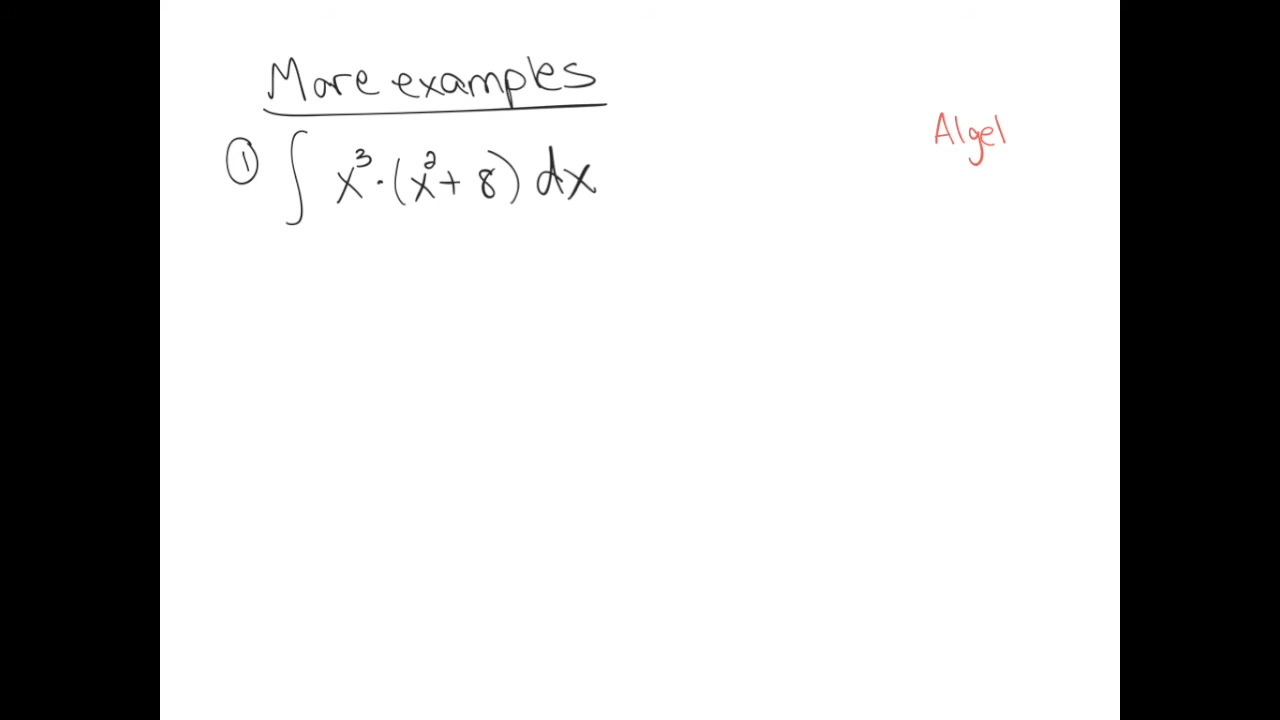 More examples
① ∫ x³·(x²+8) dx
Algel